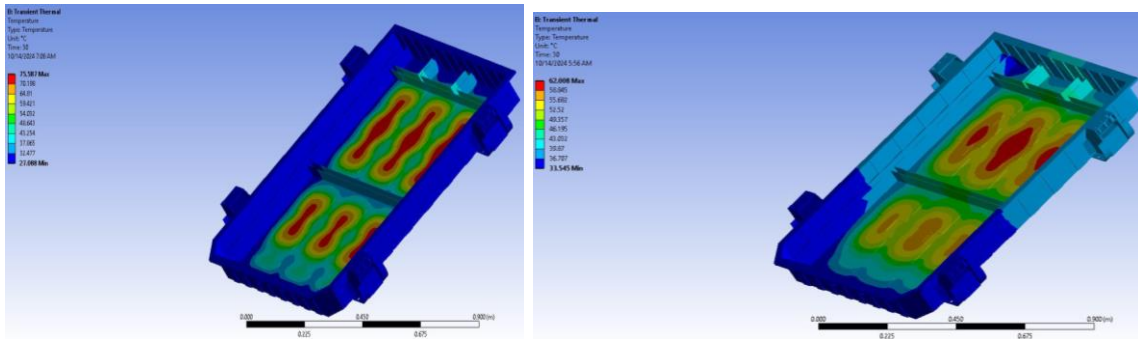 B: Transient Thermal
Temperature
Type: Temperature
Unit: °C
Time: 50
10/14/2024 7:08 AM
75.587 Max
70.198
64.81
59.421
54.032
48.643
43.254
37.865
32.477
27.088 Min
0.000
0.450
0.900 (m)
0.225
0.675
B: Transient Thermal
Temperature
Type: Temperature
Unit: °C
Time: 50
10/14/2024 5:56 AM
62.008 Max
58.845
55.682
52.52
49.357
46.195
43.032
39.87
36.707
33.545 Min
0.000
0.450
0.900 (m)
0.225
0.675